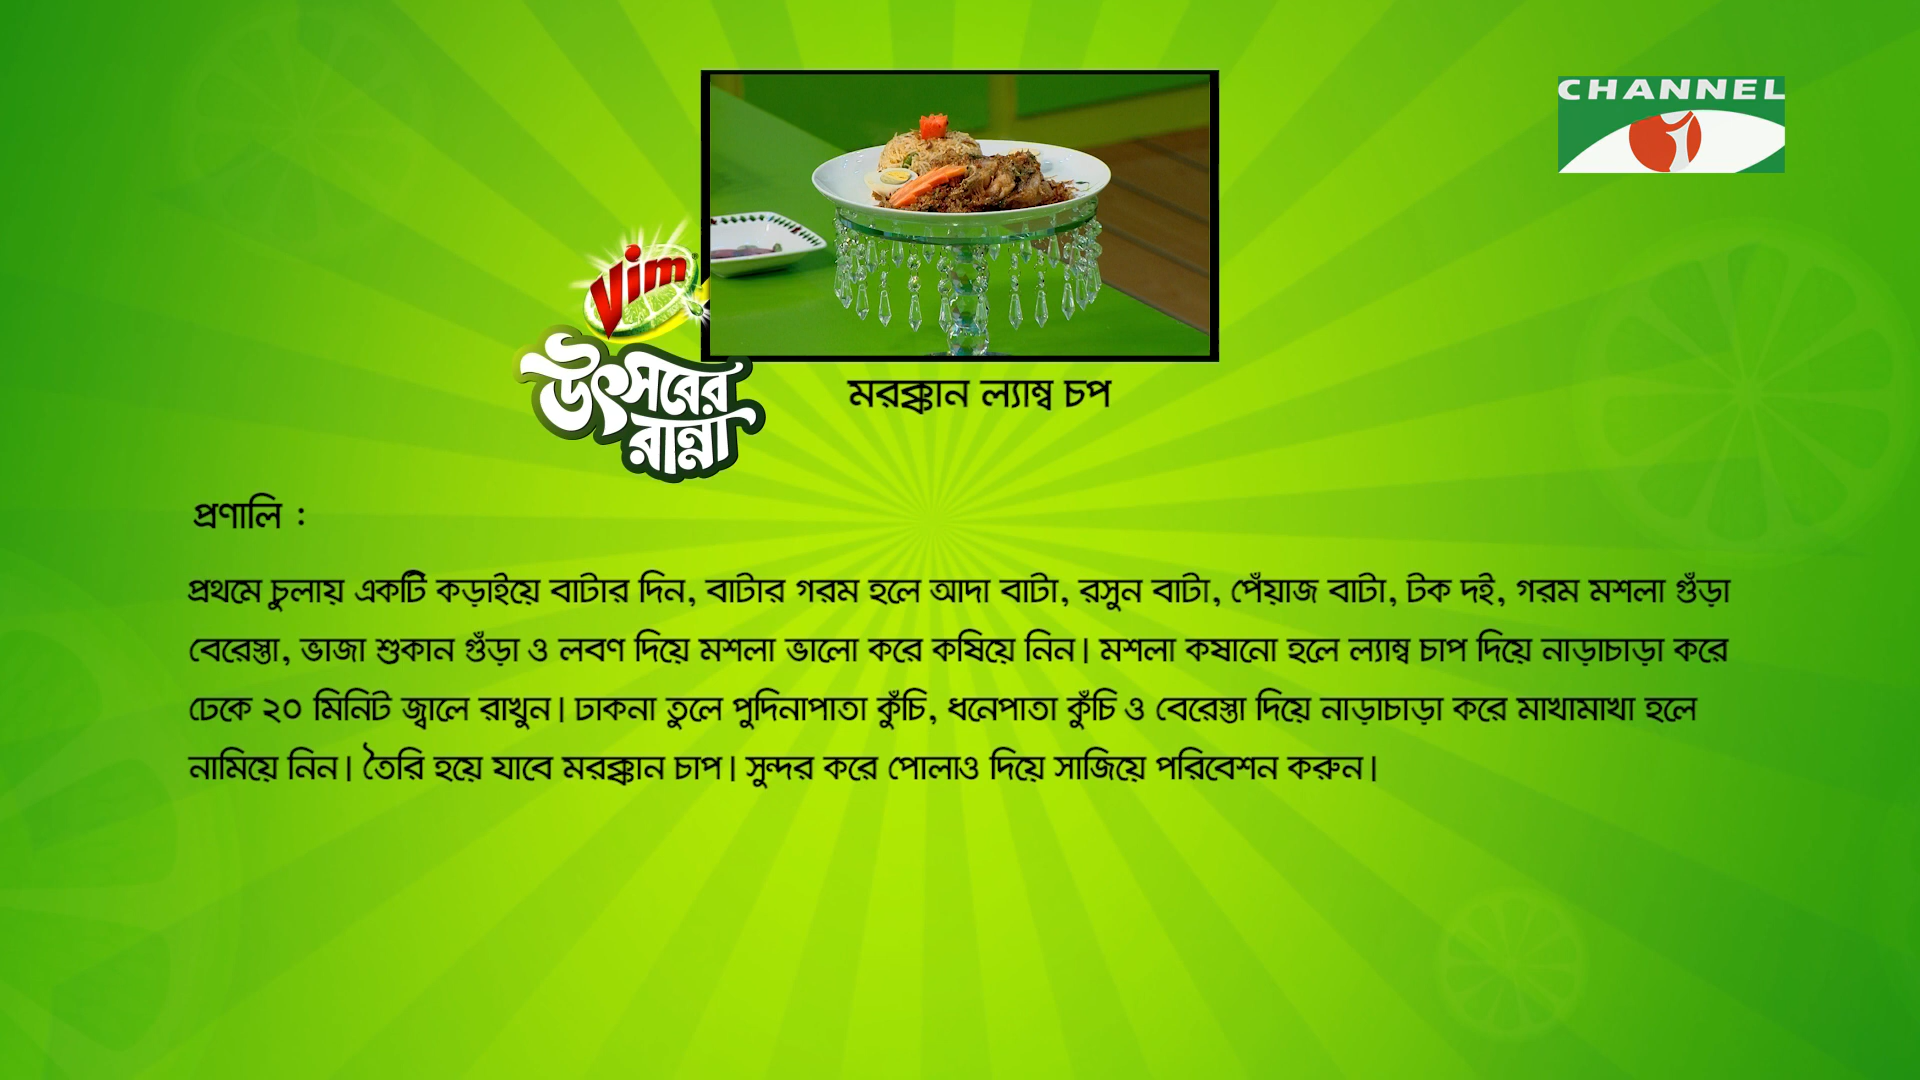 CHANNEL
Vim
উৎসবের
রান্না
মরক্কান ল্যাম্ব চপ
প্রণালি :
প্রথমে চুলায় একটি কড়াইয়ে বাটার দিন, বাটার গরম হলে আদা বাটা, রসুন বাটা, পেঁয়াজ বাটা, টক দই, গরম মশলা গুঁড়া
বেরেস্তা, ভাজা শুকান গুঁড়া ও লবণ দিয়ে মশলা ভালো করে কষিয়ে নিন। মশলা কষানো হলে ল্যাম্ব চাপ দিয়ে নাড়াচাড়া করে
ঢেকে ২০ মিনিট জ্বালে রাখুন। ঢাকনা তুলে পুদিনাপাতা কুঁচি, ধনেপাতা কুঁচি ও বেরেস্তা দিয়ে নাড়াচাড়া করে মাখামাখা হলে
নামিয়ে নিন। তৈরি হয়ে যাবে মরক্কান চাপ। সুন্দর করে পোলাও দিয়ে সাজিয়ে পরিবেশন করুন।